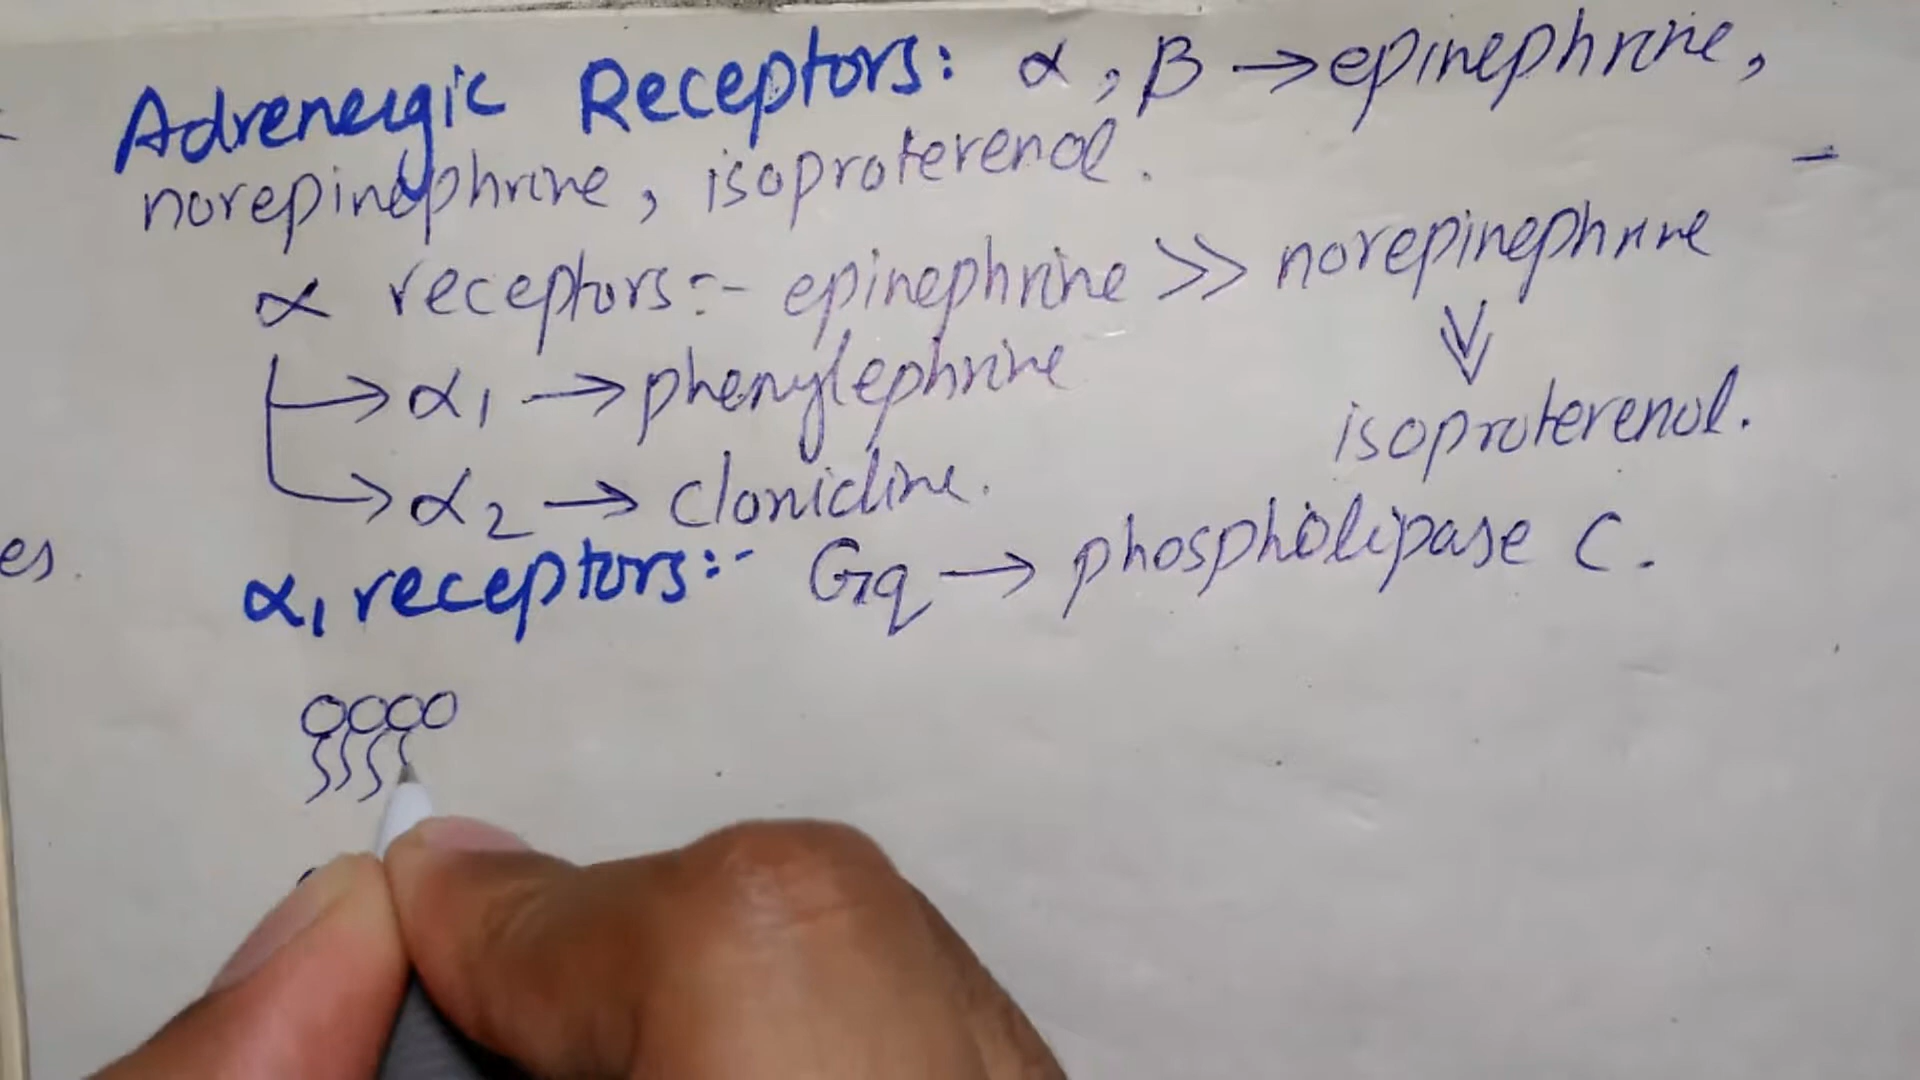 Adrenergic Receptors: α, β → epinephrine,
norepinephrine, isoproterenol.
α receptors:- epinephrine >> norepinephrine
>> isoproterenol.
→ α1 → phenylephrine
→ α2 → clonidine.
es.
α1 receptors:- Gq → phospholipase C.